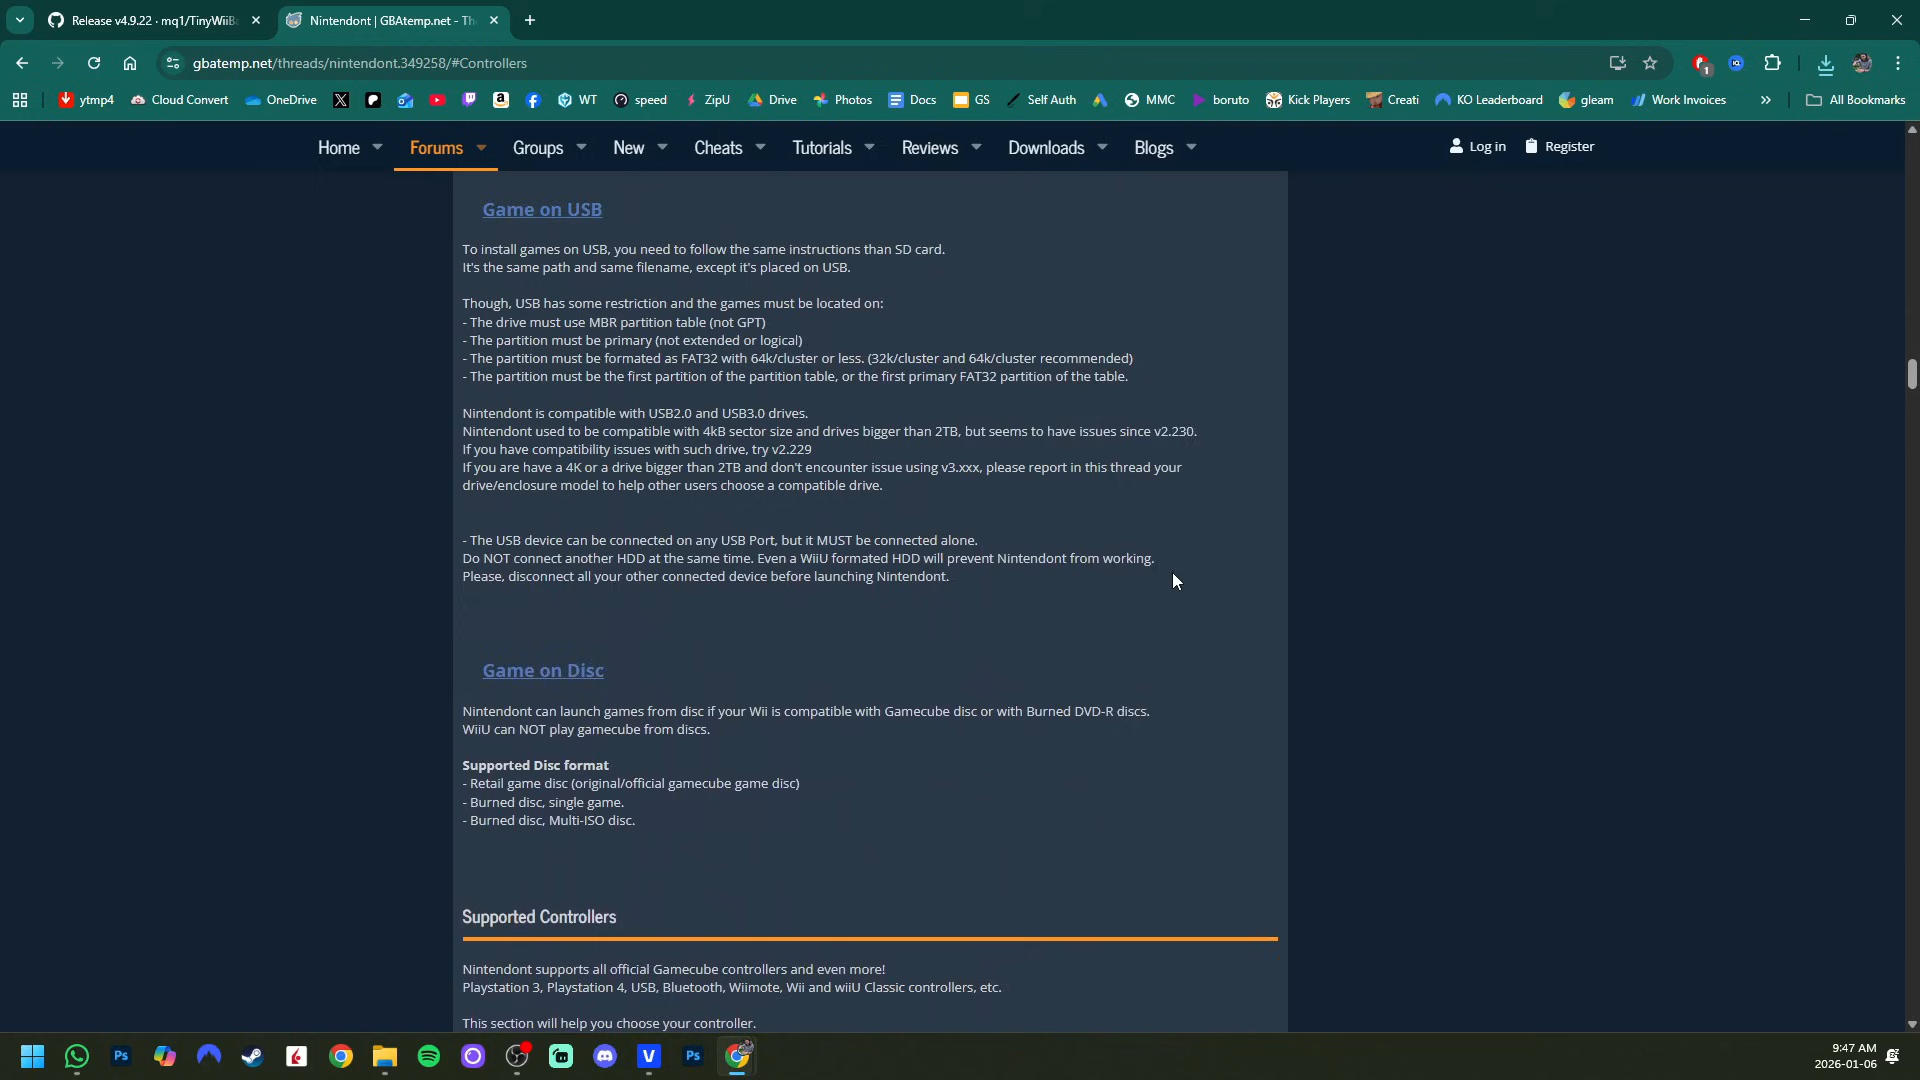 Release v4.9.22 · mq1/TinyWiiB
Nintendont | GBAtemp.net - Th
gbatemp.net/threads/nintendont.349258/#Controllers
1
ytmp4
Cloud Convert
OneDrive
WT
speed
ZipU
Drive
Photos
Docs
GS
Self Auth
MMC
boruto
Kick Players
Creati
KO Leaderboard
gleam
Work Invoices
All Bookmarks
Home
Forums
Groups
New
Cheats
Tutorials
Reviews
Downloads
Blogs
Log in
Register
Game on USB
To install games on USB, you need to follow the same instructions than SD card.
It's the same path and same filename, except it's placed on USB.
Though, USB has some restriction and the games must be located on:
- The drive must use MBR partition table (not GPT)
- The partition must be primary (not extended or logical)
- The partition must be formated as FAT32 with 64k/cluster or less. (32k/cluster and 64k/cluster recommended)
- The partition must be the first partition of the partition table, or the first primary FAT32 partition of the table.
Nintendont is compatible with USB2.0 and USB3.0 drives.
Nintendont used to be compatible with 4kB sector size and drives bigger than 2TB, but seems to have issues since v2.230.
If you have compatibility issues with such drive, try v2.229
If you are have a 4K or a drive bigger than 2TB and don't encounter issue using v3.xxx, please report in this thread your
drive/enclosure model to help other users choose a compatible drive.
- The USB device can be connected on any USB Port, but it MUST be connected alone.
Do NOT connect another HDD at the same time. Even a WiiU formated HDD will prevent Nintendont from working.
Please, disconnect all your other connected device before launching Nintendont.
Game on Disc
Nintendont can launch games from disc if your Wii is compatible with Gamecube disc or with Burned DVD-R discs.
WiiU can NOT play gamecube from discs.
Supported Disc format
- Retail game disc (original/official gamecube game disc)
- Burned disc, single game.
- Burned disc, Multi-ISO disc.
Supported Controllers
Nintendont supports all official Gamecube controllers and even more!
Playstation 3, Playstation 4, USB, Bluetooth, Wiimote, Wii and wiiU Classic controllers, etc.
This section will help you choose your controller.
Ps
V
Ps
9:47 AM
2026-01-06